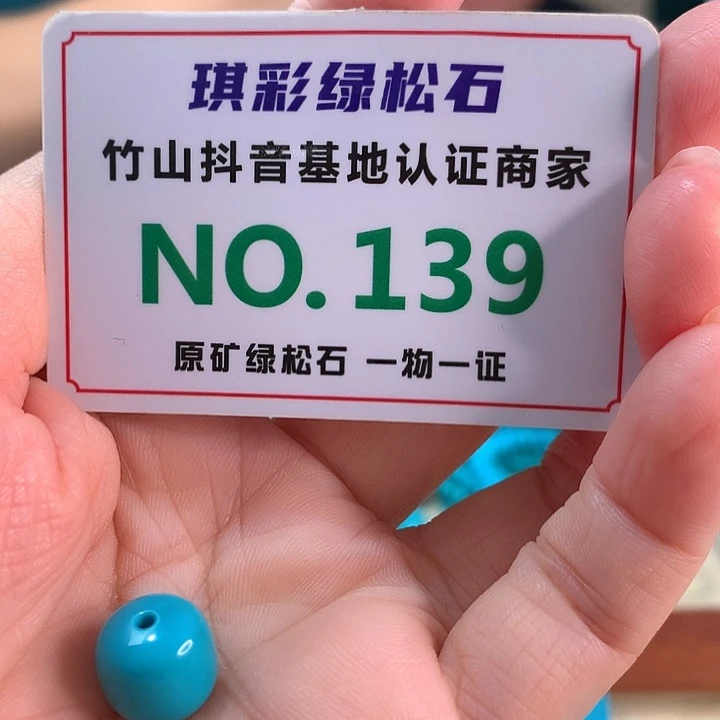 琪彩绿松石
竹山抖音基地认证商家
NO.139
原矿绿松石 一物一证